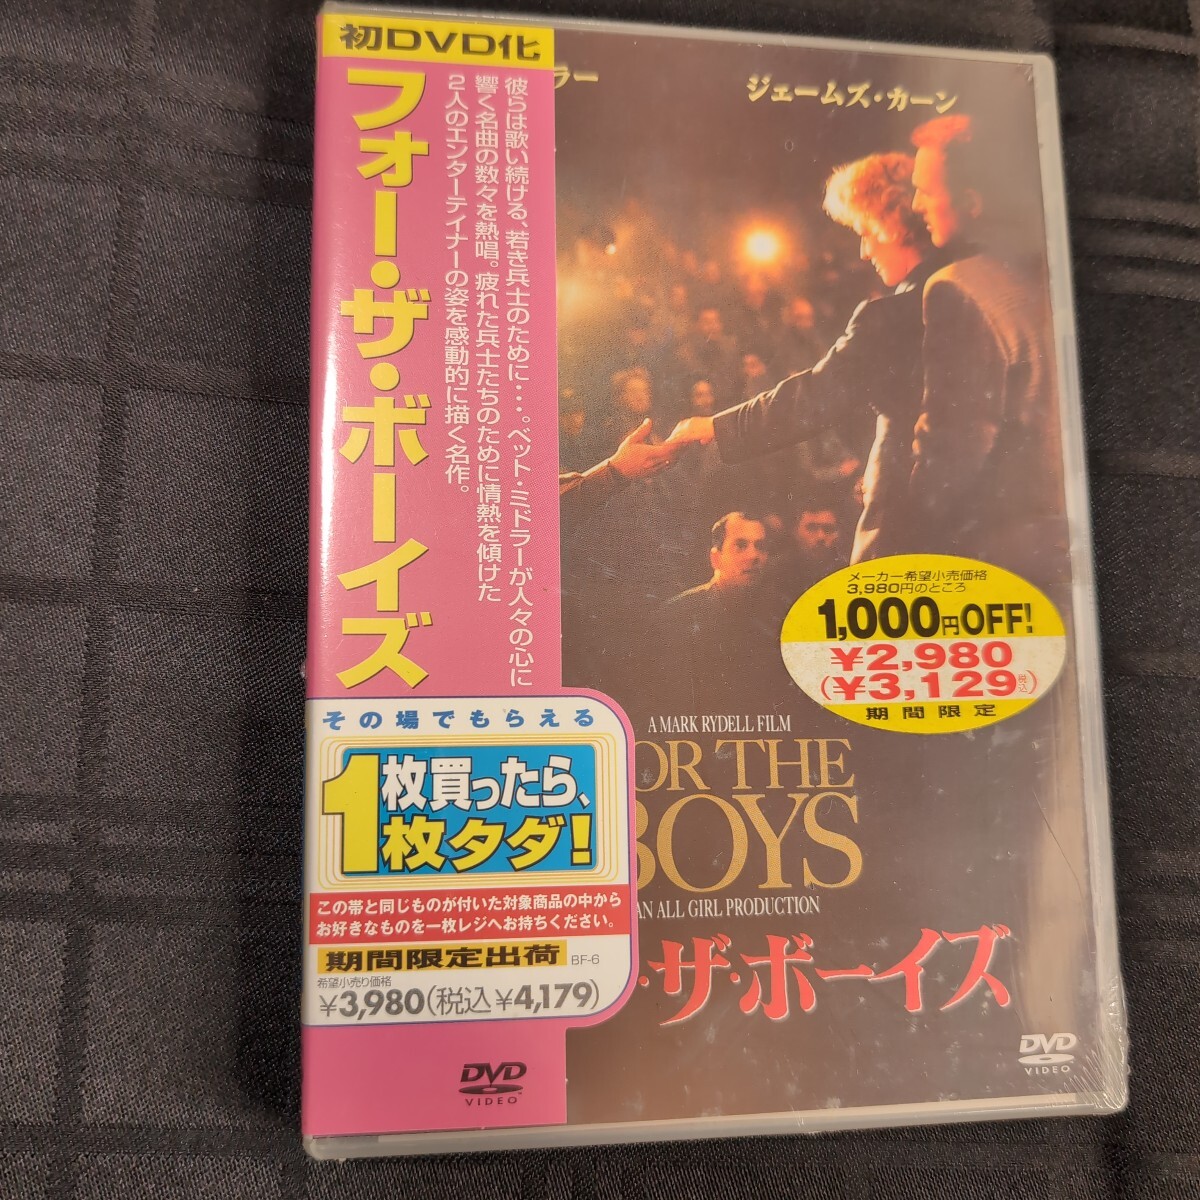 初DVD化
フォー・ザ・ボーイズ
彼らは歌い続ける、若き兵士のために・・・。ベット・ミドラーが人々の心に
響く名曲の数々を熱唱。疲れた兵士たちのために情熱を傾けた
2人のエンターテイナーの姿を感動的に描く名作。
ラー
ジェームズ・カーン
メーカー希望小売価格
3,980円のところ
1,000円OFF!
¥2,980
(¥3,129税込)
期間限定
その場でもらえる
1枚買ったら、
1枚タダ!
この帯と同じものが付いた対象商品の中から
お好きなものを一枚レジへお持ちください。
期間限定出荷 BF-6
希望小売り価格
¥3,980(税込¥4,179)
DVD
VIDEO
A MARK RYDELL FILM
OR THE
BOYS
AN ALL GIRL PRODUCTION
・ザ・ボーイズ
DVD
VIDEO